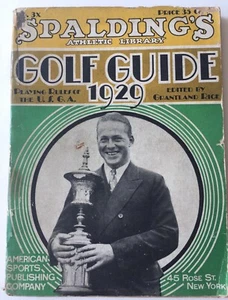 3X PRICE 35
SPALDING'S
ATHLETIC LIBRARY
GOLF GUIDE
PLAYING RULES OF THE U.S.G.A.
1929
EDITED BY GRANTLAND RICE
AMERICAN
SPORTS
PUBLISHING
COMPANY
45 ROSE ST.
NEW YORK